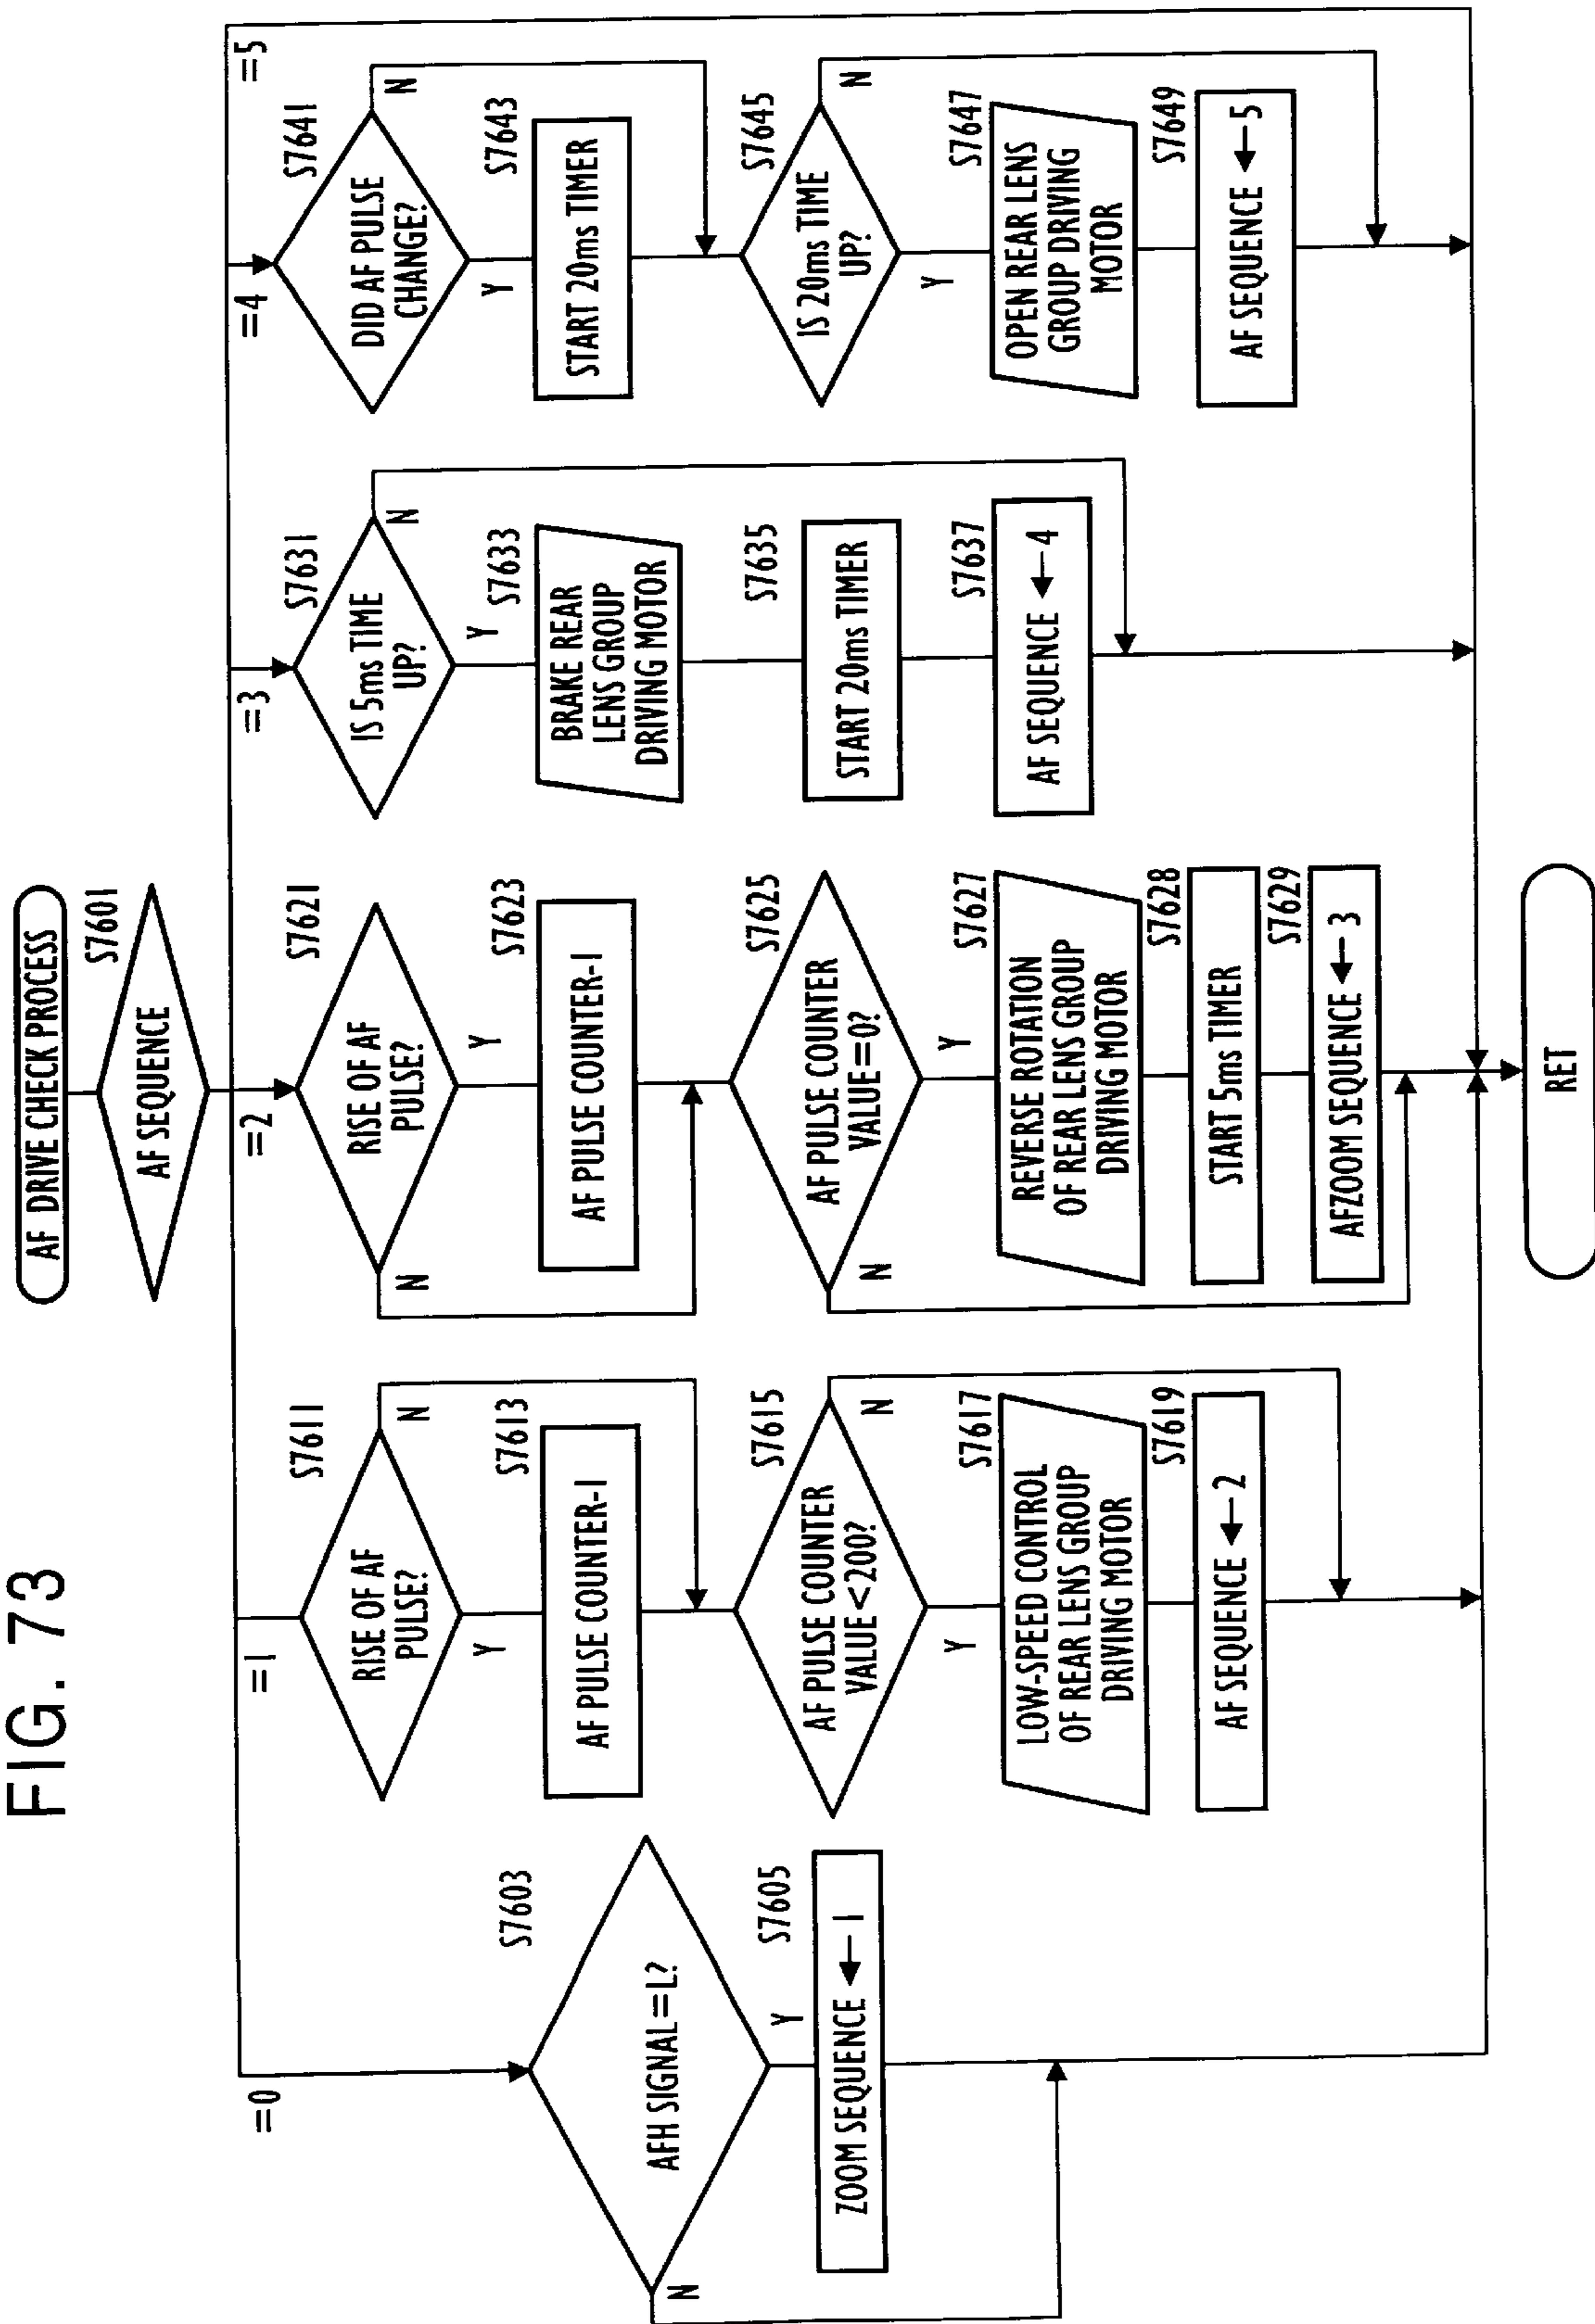 FIG. 73
AF DRIVE CHECK PROCESS
S7601
AF SEQUENCE
=0
S7603
AFH SIGNAL=L?
N
Y
S7605
ZOOM SEQUENCE ←1
=1
S7611
RISE OF AF
PULSE?
N
Y
S7613
AF PULSE COUNTER-1
S7615
AF PULSE COUNTER
VALUE<200?
N
Y
S7617
LOW-SPEED CONTROL
OF REAR LENS GROUP
DRIVING MOTOR
S7619
AF SEQUENCE ←2
=2
S7621
RISE OF AF
PULSE?
N
Y
S7623
AF PULSE COUNTER-1
S7625
AF PULSE COUNTER
VALUE=0?
N
Y
S7627
REVERSE ROTATION
OF REAR LENS GROUP
DRIVING MOTOR
S7628
START 5ms TIMER
S7629
AFZOOM SEQUENCE ←3
=3
S7631
IS 5ms TIME
UP?
N
Y
S7633
BRAKE REAR
LENS GROUP
DRIVING MOTOR
S7635
START 20ms TIMER
S7637
AF SEQUENCE ←4
=4
S7641
DID AF PULSE
CHANGE?
N
Y
S7643
START 20ms TIMER
S7645
IS 20ms TIME
UP?
N
Y
S7647
OPEN REAR LENS
GROUP DRIVING
MOTOR
S7649
AF SEQUENCE ←5
=5
RET